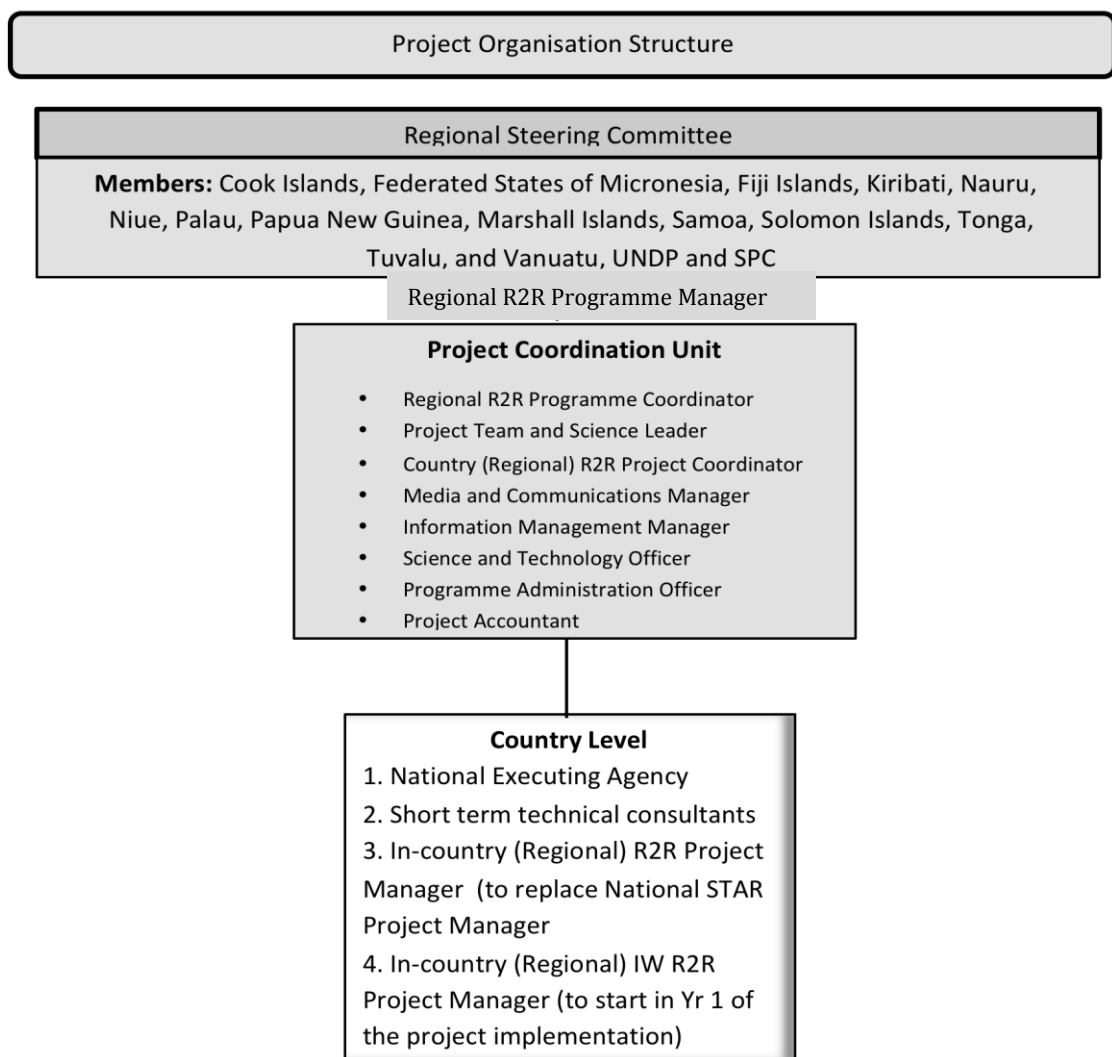 Project Organisation Structure
Regional Steering Committee
Members: Cook Islands, Federated States of Micronesia, Fiji Islands, Kiribati, Nauru,
Niue, Palau, Papua New Guinea, Marshall Islands, Samoa, Solomon Islands, Tonga,
Tuvalu, and Vanuatu, UNDP and SPC
Regional R2R Programme Manager
Project Coordination Unit
• Regional R2R Programme Coordinator
• Project Team and Science Leader
• Country (Regional) R2R Project Coordinator
• Media and Communications Manager
• Information Management Manager
• Science and Technology Officer
• Programme Administration Officer
• Project Accountant
Country Level
1. National Executing Agency
2. Short term technical consultants
3. In-country (Regional) R2R Project
Manager (to replace National STAR
Project Manager
4. In-country (Regional) IW R2R
Project Manager (to start in Yr 1 of
the project implementation)